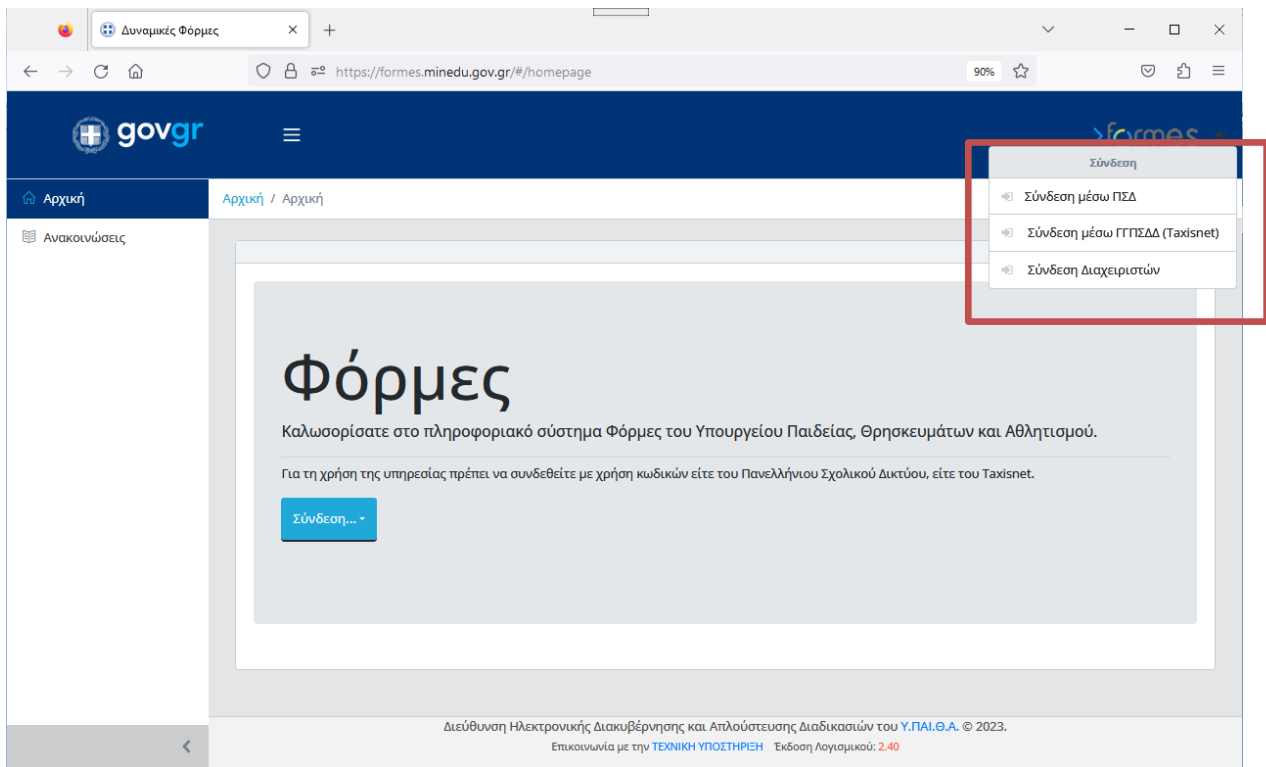 Δυναμικές Φόρμες
https://formes.minedu.gov.gr/#/homepage
90%
govgr
formes
Σύνδεση
Σύνδεση μέσω ΠΣΔ
Σύνδεση μέσω ΓΓΠΣΔΔ (Taxisnet)
Σύνδεση Διαχειριστών
Αρχική
Αρχική / Αρχική
Ανακοινώσεις
Φόρμες
Καλωσορίσατε στο πληροφοριακό σύστημα Φόρμες του Υπουργείου Παιδείας, Θρησκευμάτων και Αθλητισμού.
Για τη χρήση της υπηρεσίας πρέπει να συνδεθείτε με χρήση κωδικών είτε του Πανελλήνιου Σχολικού Δικτύου, είτε του Taxisnet.
Σύνδεση...
Διεύθυνση Ηλεκτρονικής Διακυβέρνησης και Απλούστευσης Διαδικασιών του Υ.ΠΑΙ.Θ.Α. © 2023.
Επικοινωνία με την ΤΕΧΝΙΚΗ ΥΠΟΣΤΗΡΙΞΗ Έκδοση Λογισμικού: 2.40